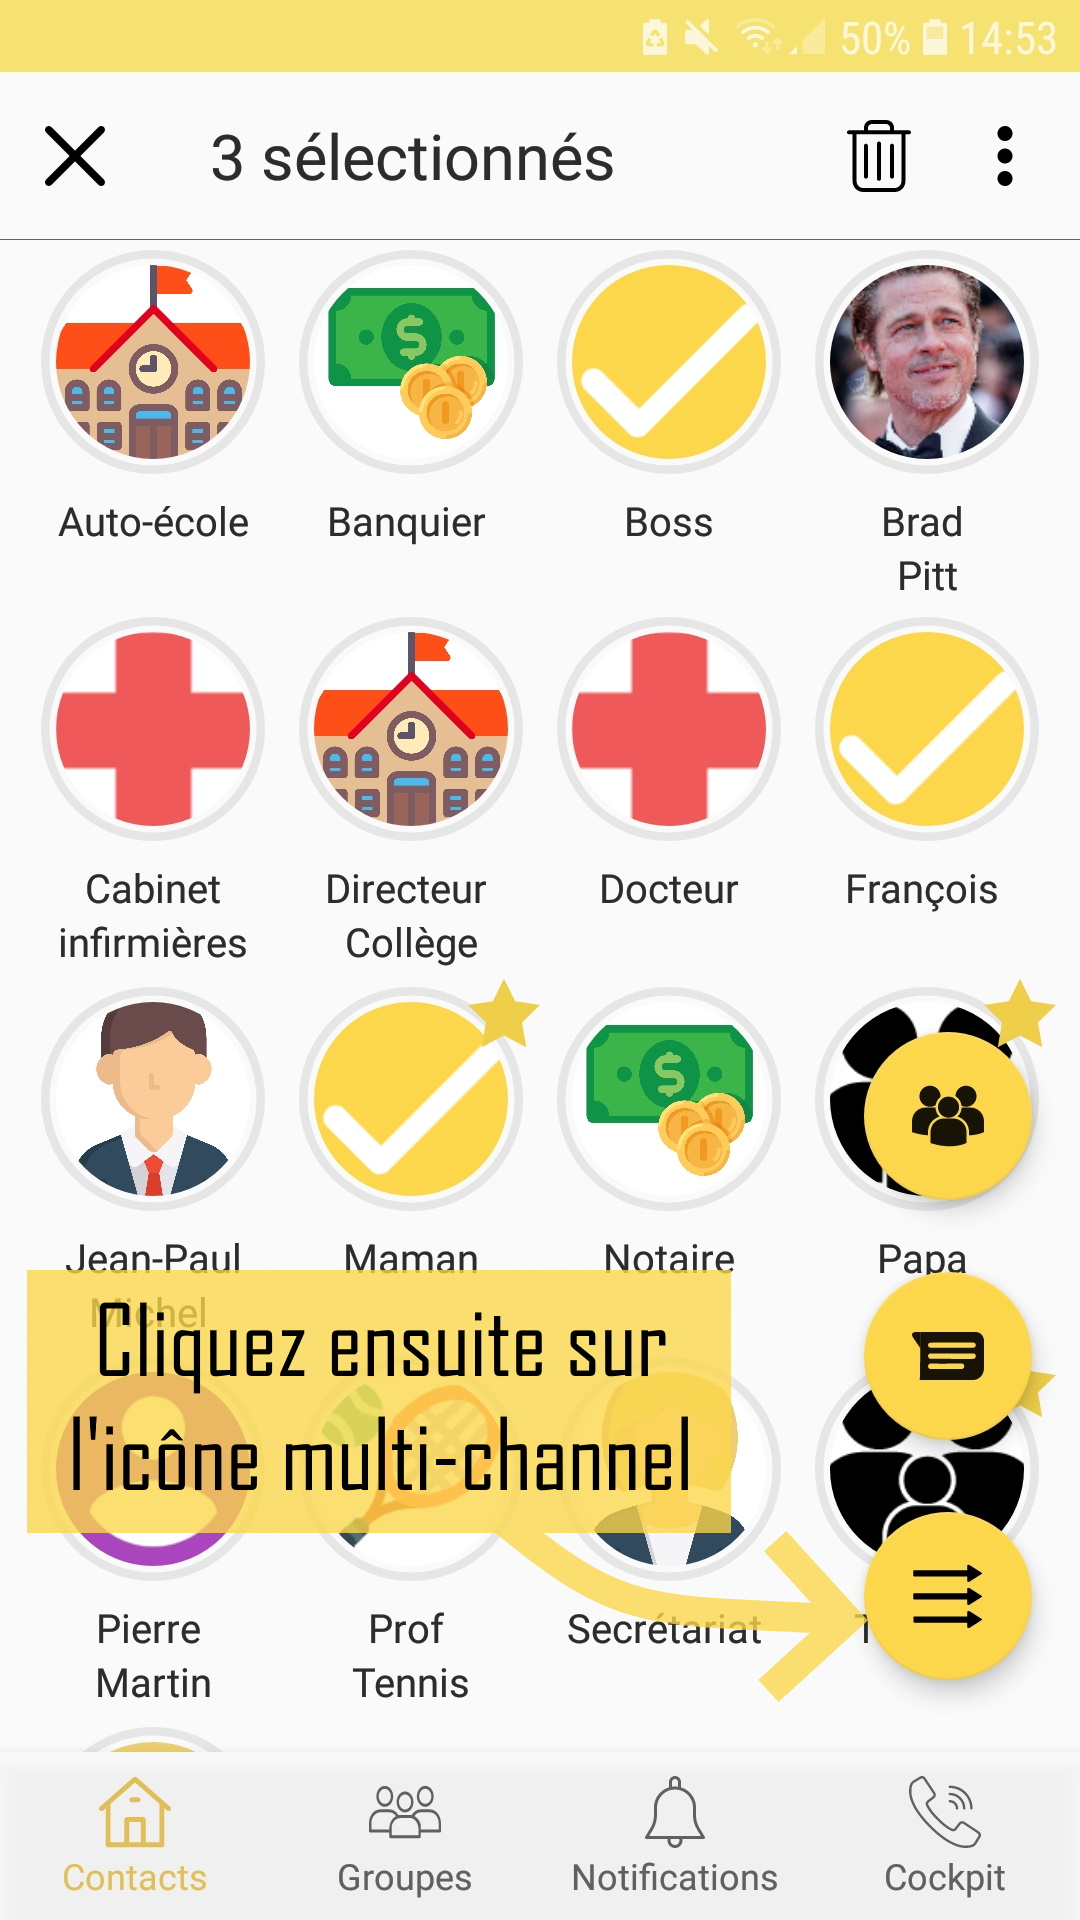 50% 14:53
3 sélectionnés
Auto-école Banquier Boss Brad
Pitt
Cabinet Directeur Docteur François
infirmières Collège
Jean-Paul Maman Notaire Papa
Michel
Cliquez ensuite sur
l'icône multi-channel
Pierre Prof Secrétariat
Martin Tennis
Contacts Groupes Notifications Cockpit